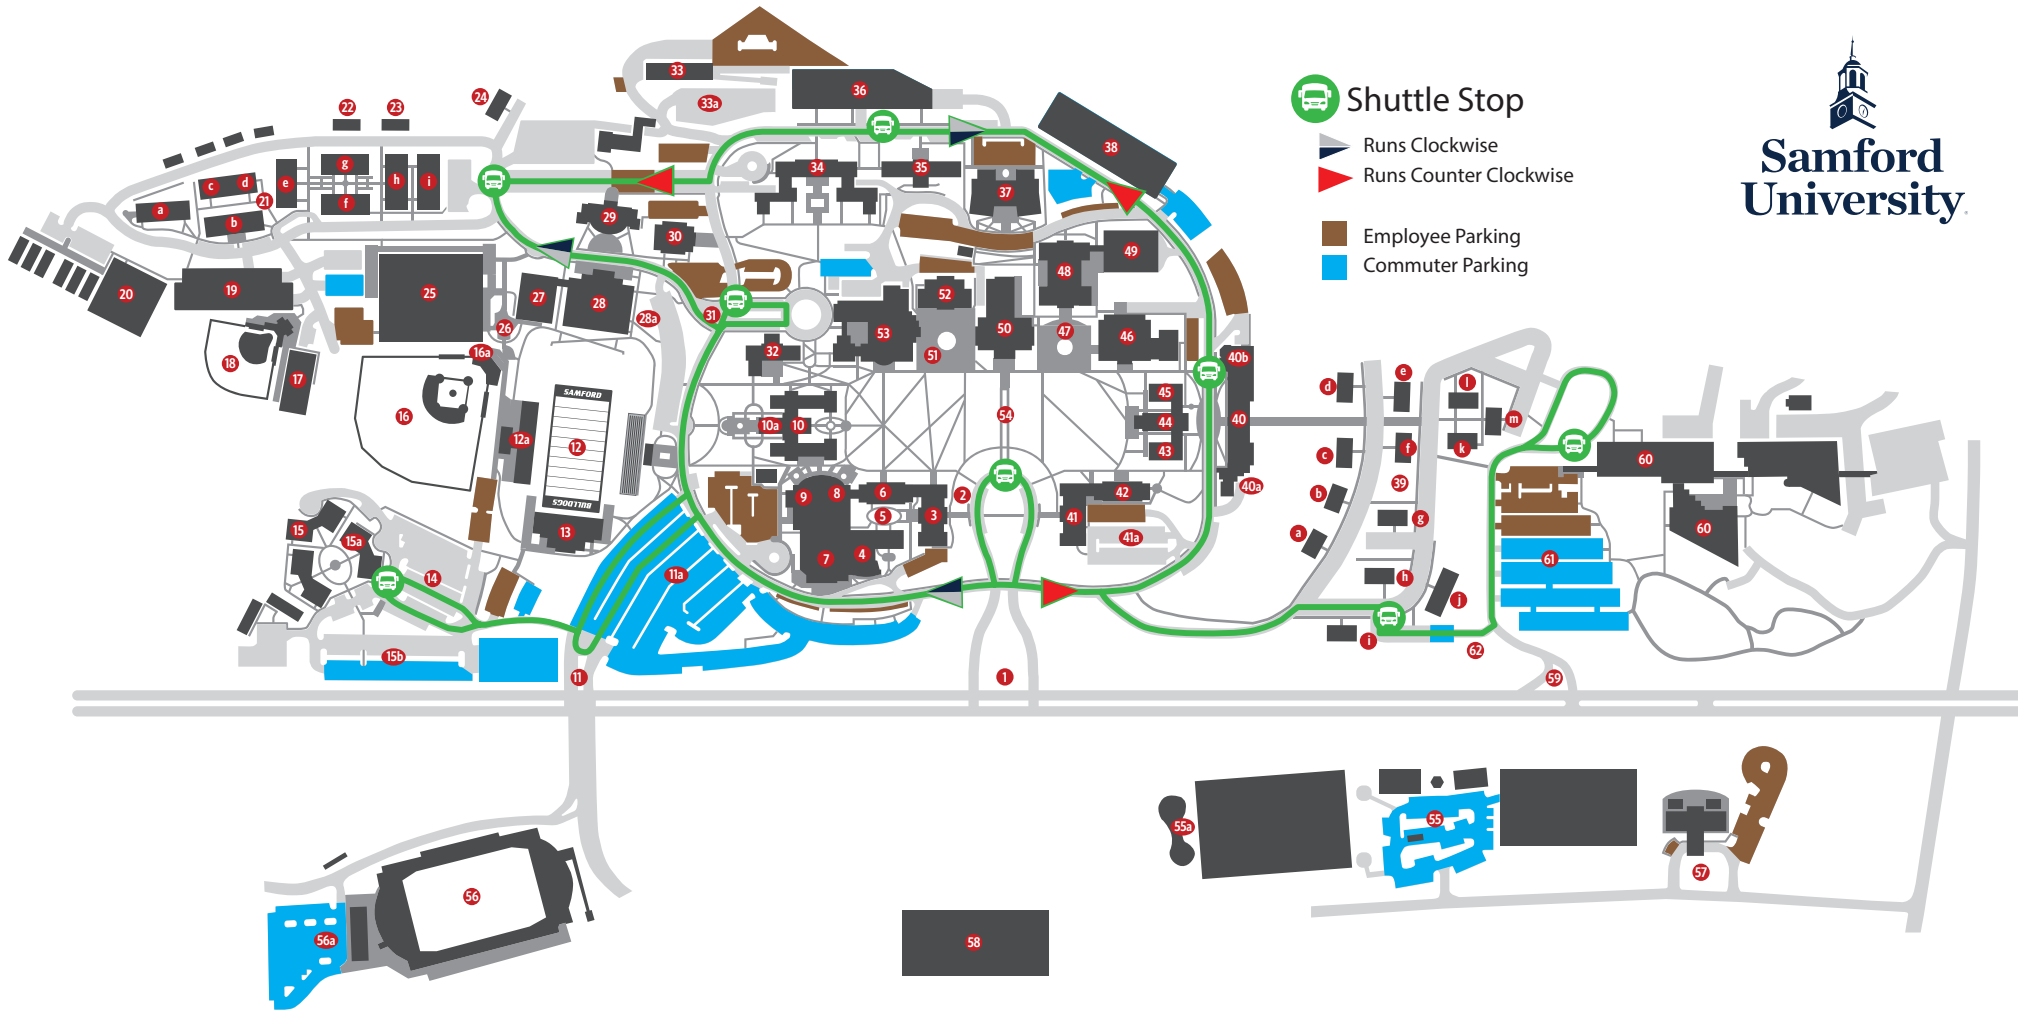 Shuttle Stop
Runs Clockwise
Runs Counter Clockwise
Employee Parking
Commuter Parking
Samford
University
33
33a
36
24
22
23
38
g
c
d
e
h
i
21
f
a
b
34
35
37
29
30
49
48
20
19
25
27
28
28a
31
26
52
53
50
47
46
51
32
18
17
16a
16
40b
45
44
43
54
40
10a
10
SAMFORD
12a
12
BULLDOGS
13
d
e
l
m
c
f
k
39
b
g
a
h
j
i
62
60
60
61
59
9
8
6
5
3
2
7
4
42
41
41a
40a
15
15a
14
15b
11a
11
1
55a
55
57
56
56a
58